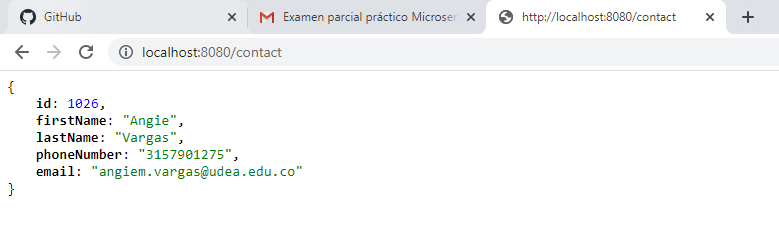 GitHub
Examen parcial práctico Microser
http://localhost:8080/contact
localhost:8080/contact
{
id: 1026,
firstName: "Angie",
lastName: "Vargas",
phoneNumber: "3157901275",
email: "angiem.vargas@udea.edu.co"
}